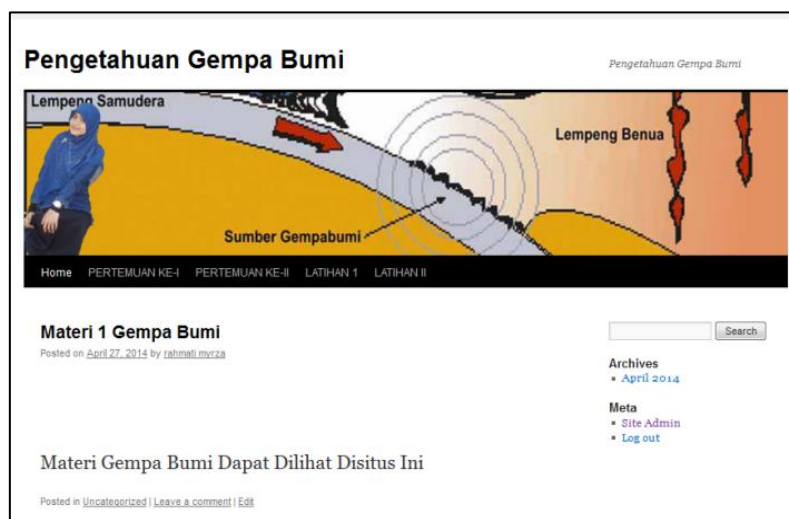 Pengetahuan Gempa Bumi
Pengetahuan Gempa Bumi
Lempeng Samudera
Lempeng Benua
Sumber Gempabumi
Home PERTEMUAN KE-I PERTEMUAN KE-II LATIHAN 1 LATIHAN II
Materi 1 Gempa Bumi
Posted on April 27, 2014 by rahmati myrza
Materi Gempa Bumi Dapat Dilihat Disitus Ini
Posted in Uncategorized | Leave a comment | Edit
Search
Archives
April 2014
Meta
Site Admin
Log out